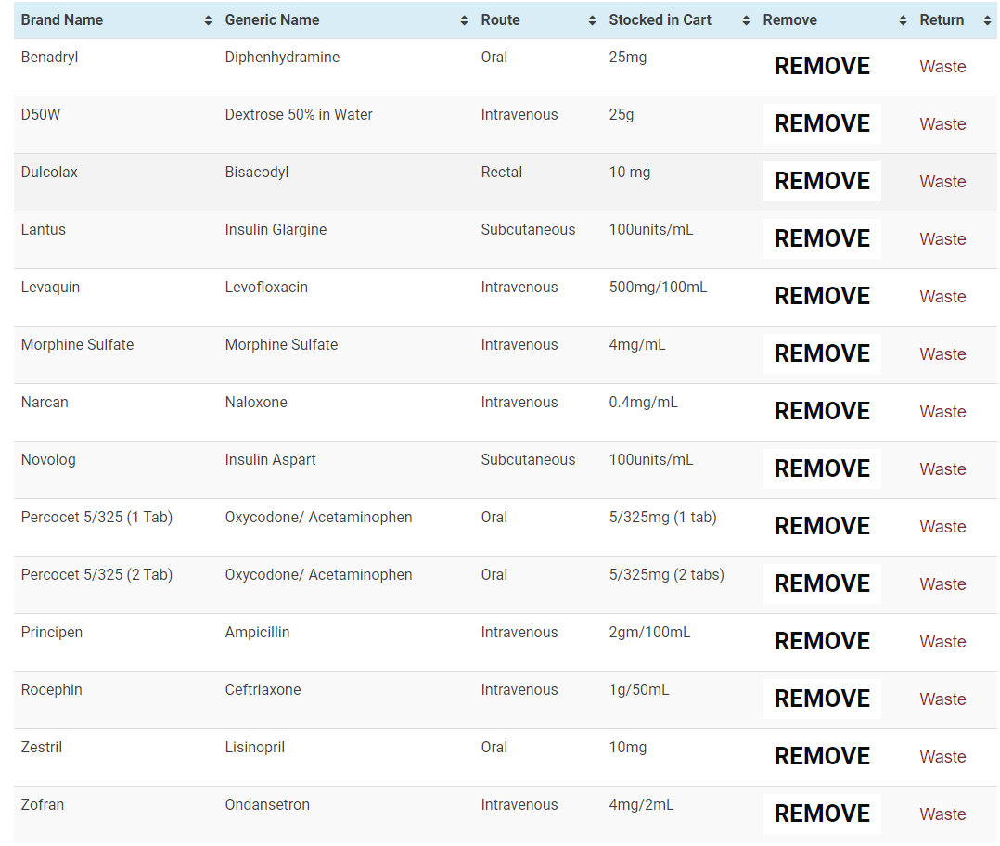 Brand Name Generic Name Route Stocked in Cart Remove Return
Benadryl Diphenhydramine Oral 25mg REMOVE Waste
D50W Dextrose 50% in Water Intravenous 25g REMOVE Waste
Dulcolax Bisacodyl Rectal 10 mg REMOVE Waste
Lantus Insulin Glargine Subcutaneous 100units/mL REMOVE Waste
Levaquin Levofloxacin Intravenous 500mg/100mL REMOVE Waste
Morphine Sulfate Morphine Sulfate Intravenous 4mg/mL REMOVE Waste
Narcan Naloxone Intravenous 0.4mg/mL REMOVE Waste
Novolog Insulin Aspart Subcutaneous 100units/mL REMOVE Waste
Percocet 5/325 (1 Tab) Oxycodone/ Acetaminophen Oral 5/325mg (1 tab) REMOVE Waste
Percocet 5/325 (2 Tab) Oxycodone/ Acetaminophen Oral 5/325mg (2 tabs) REMOVE Waste
Principen Ampicillin Intravenous 2gm/100mL REMOVE Waste
Rocephin Ceftriaxone Intravenous 1g/50mL REMOVE Waste
Zestril Lisinopril Oral 10mg REMOVE Waste
Zofran Ondansetron Intravenous 4mg/2mL REMOVE Waste